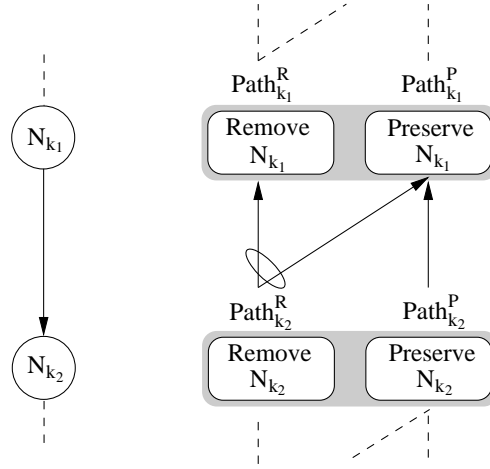 Path^R_{k_1} Path^P_{k_1}
N_{k_1}
Remove
N_{k_1}
Preserve
N_{k_1}
Path^R_{k_2} Path^P_{k_2}
N_{k_2}
Remove
N_{k_2}
Preserve
N_{k_2}